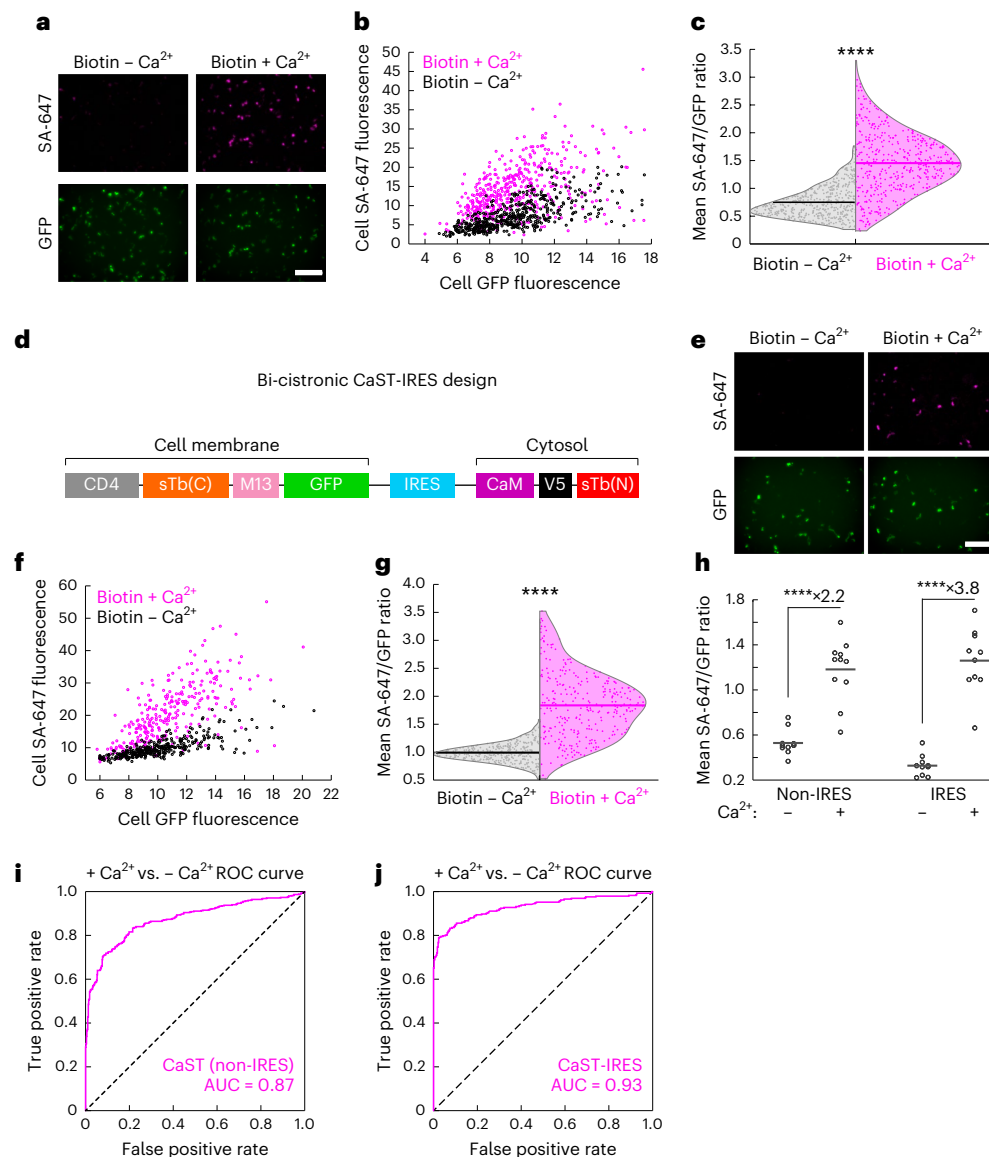 a
Biotin – Ca²⁺ Biotin + Ca²⁺
SA-647
GFP
b
Biotin + Ca²⁺
Biotin – Ca²⁺
Cell SA-647 fluorescence
50
45
40
35
30
25
20
15
10
5
0
4 6 8 10 12 14 16 18
Cell GFP fluorescence
c
****
Mean SA-647/GFP ratio
3.5
3.0
2.5
2.0
1.5
1.0
0.5
0
Biotin – Ca²⁺ Biotin + Ca²⁺
d
Bi-cistronic CaST-IRES design
Cell membrane Cytosol
CD4 sTb(C) M13 GFP IRES CaM V5 sTb(N)
e
Biotin – Ca²⁺ Biotin + Ca²⁺
SA-647
GFP
f
Biotin + Ca²⁺
Biotin – Ca²⁺
Cell SA-647 fluorescence
60
50
40
30
20
10
0
6 8 10 12 14 16 18 20 22
Cell GFP fluorescence
g
****
Mean SA-647/GFP ratio
4.0
3.5
3.0
2.5
2.0
1.5
1.0
0.5
Biotin – Ca²⁺ Biotin + Ca²⁺
h
****×2.2 ****×3.8
Mean SA-647/GFP ratio
1.8
1.4
1.0
0.6
0.2
Non-IRES IRES
Ca²⁺: – + – +
i
+ Ca²⁺ vs. – Ca²⁺ ROC curve
True positive rate
1.0
0.8
0.6
0.4
0.2
0
CaST (non-IRES)
AUC = 0.87
0 0.2 0.4 0.6 0.8 1.0
False positive rate
j
+ Ca²⁺ vs. – Ca²⁺ ROC curve
True positive rate
1.0
0.8
0.6
0.4
0.2
0
CaST-IRES
AUC = 0.93
0 0.2 0.4 0.6 0.8 1.0
False positive rate